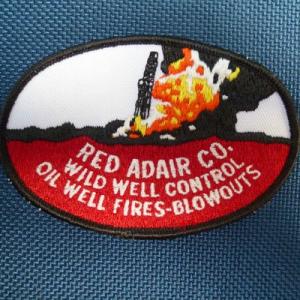 RED ADAIR CO.
WILD WELL CONTROL
OIL WELL FIRES-BLOWOUTS